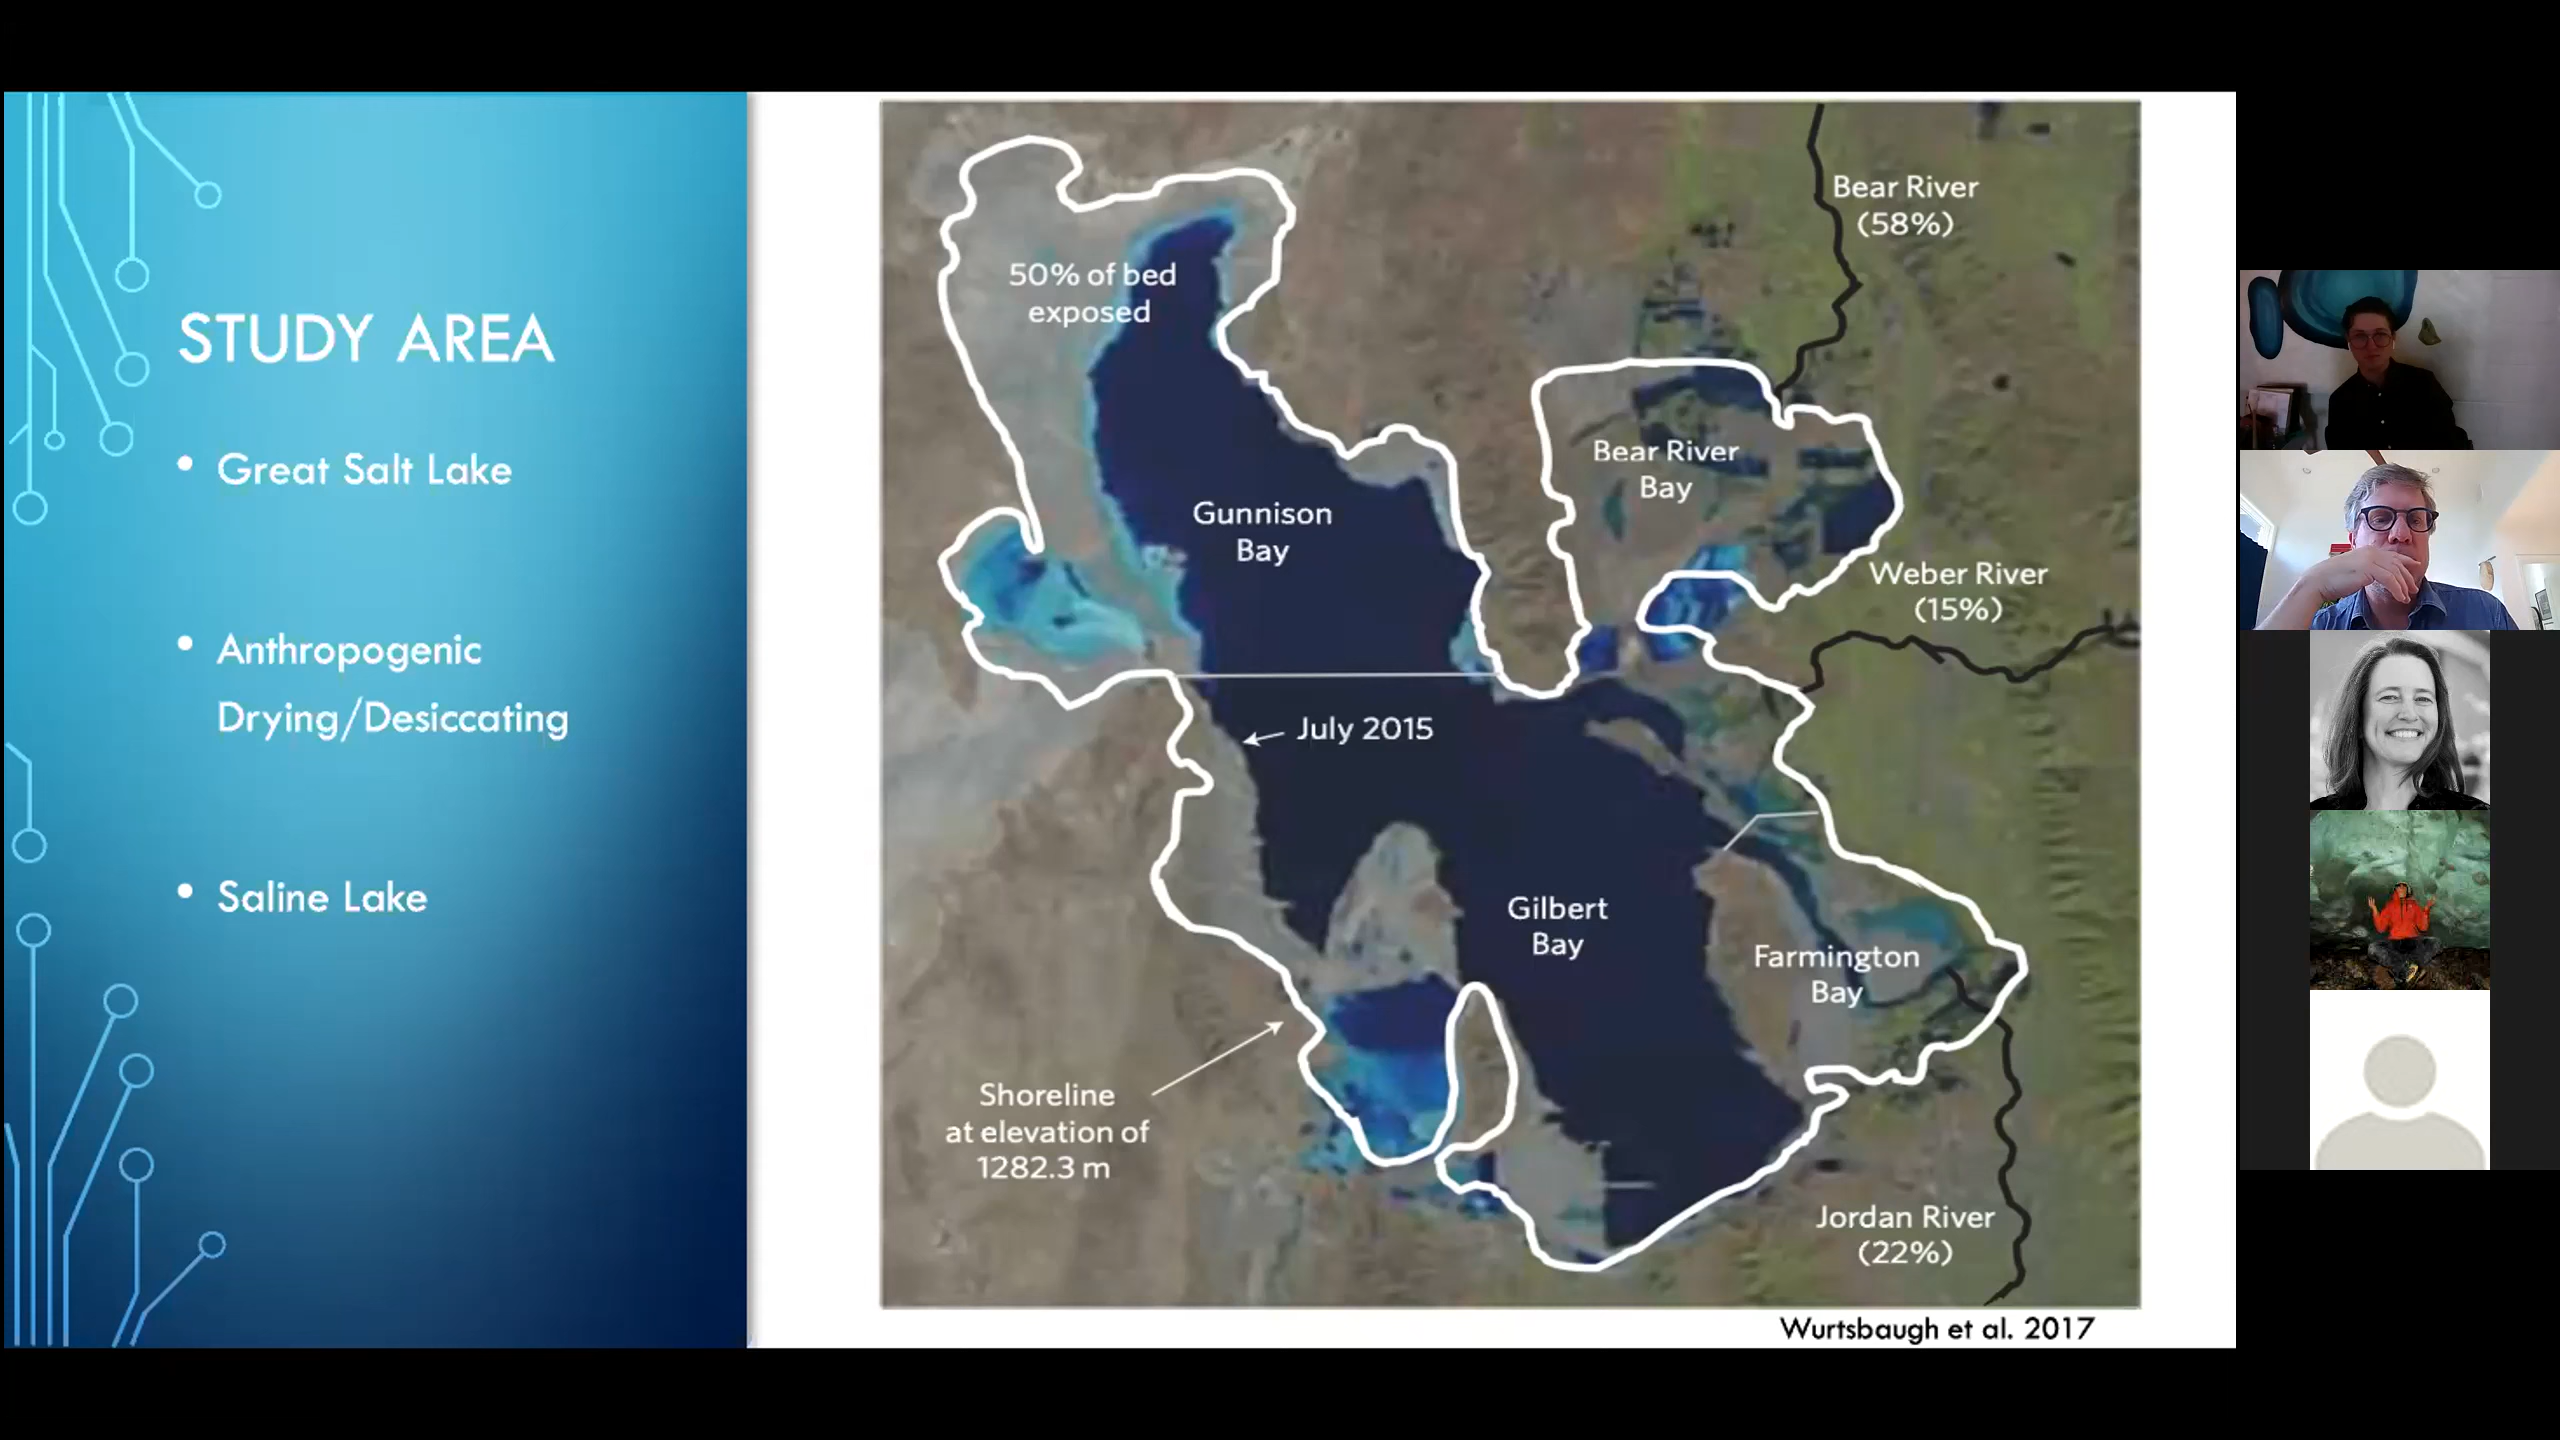 STUDY AREA
• Great Salt Lake
• Anthropogenic
Drying/Desiccating
• Saline Lake
Bear River
(58%)
50% of bed
exposed
Bear River
Bay
Gunnison
Bay
Weber River
(15%)
July 2015
Gilbert
Bay
Farmington
Bay
Shoreline
at elevation of
1282.3 m
Jordan River
(22%)
Wurtsbaugh et al. 2017